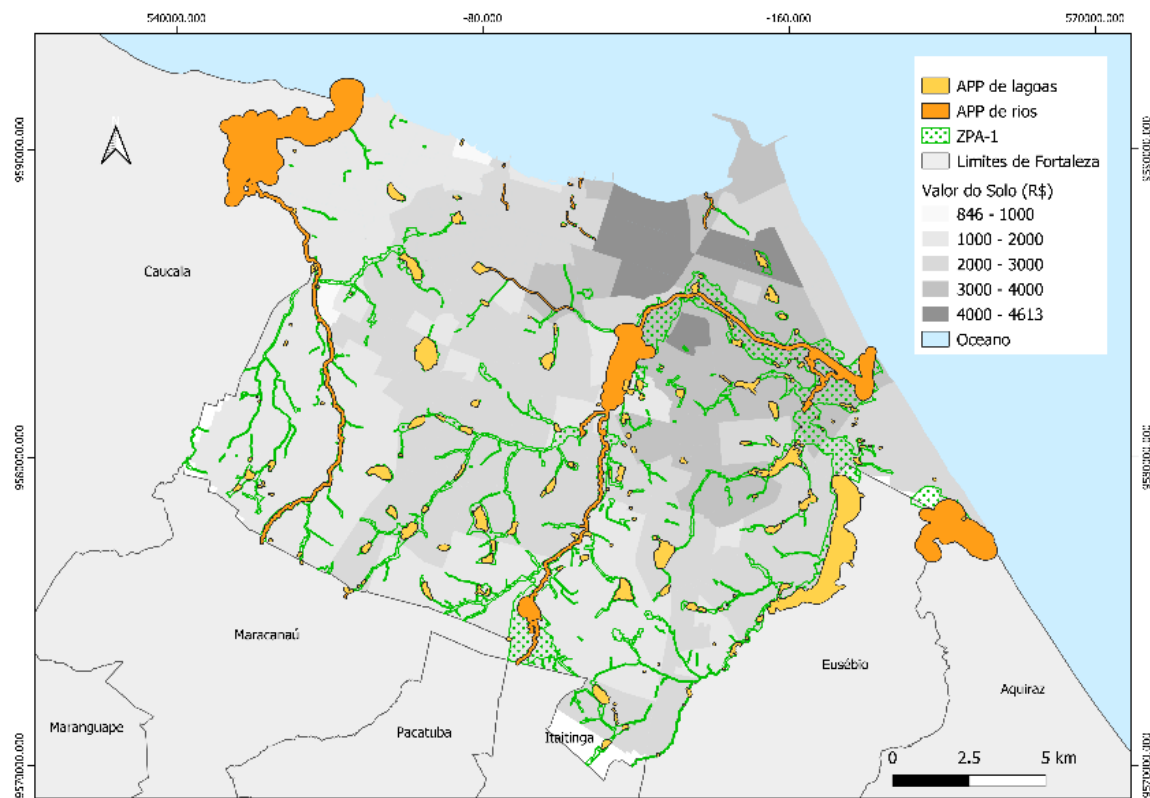 540000.000
-80.000
-160.000
570000.000
9590000.000
9590000.000
APP de lagoas
APP de rios
ZPA-1
Limites de Fortaleza
Valor do Solo (R$)
846 - 1000
1000 - 2000
2000 - 3000
3000 - 4000
4000 - 4613
Oceano
Caucala
9580000.000
9580000.000
Maracanaú
Eusébio
Aquiraz
Maranguape
Pacatuba
Itaitinga
0 2.5 5 km
9570000.000
9570000.000